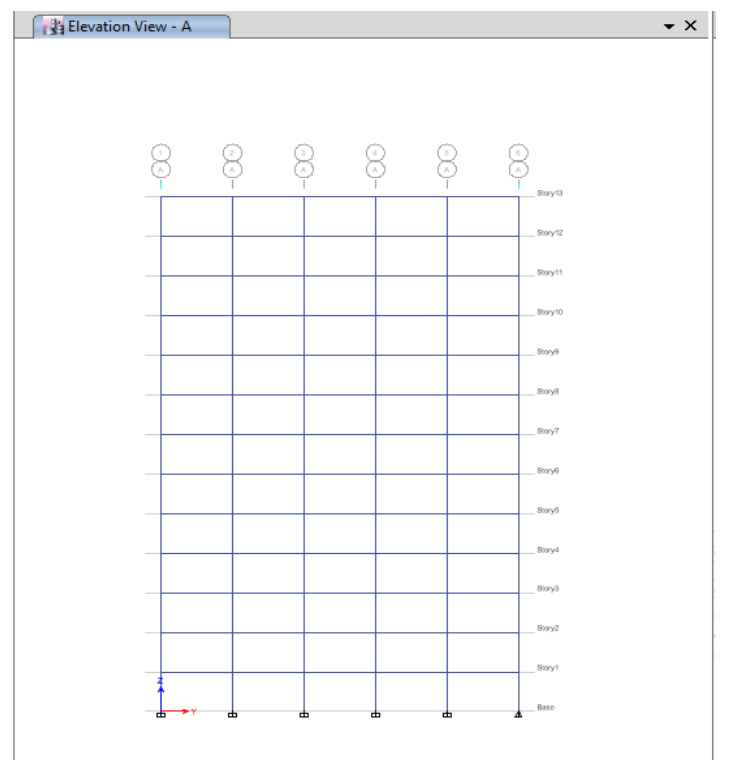 Elevation View - A
1 2 3 4 5 6
A A A A A A
Story13
Story12
Story11
Story10
Story9
Story8
Story7
Story6
Story5
Story4
Story3
Story2
Story1
Z
Y
Base